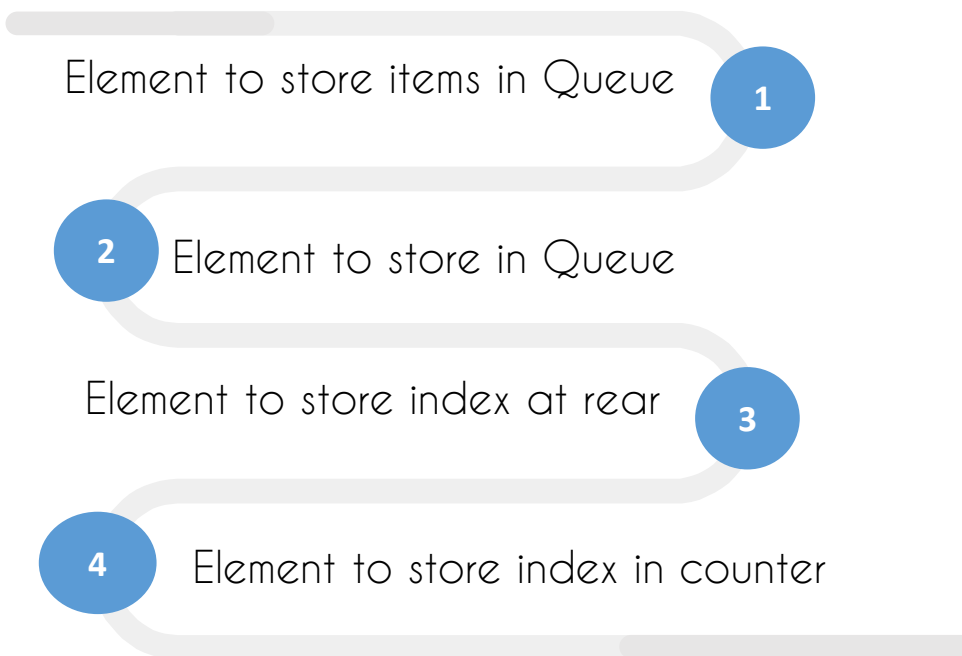 Element to store items in Queue
1
2
Element to store in Queue
Element to store index at rear
3
4
Element to store index in counter